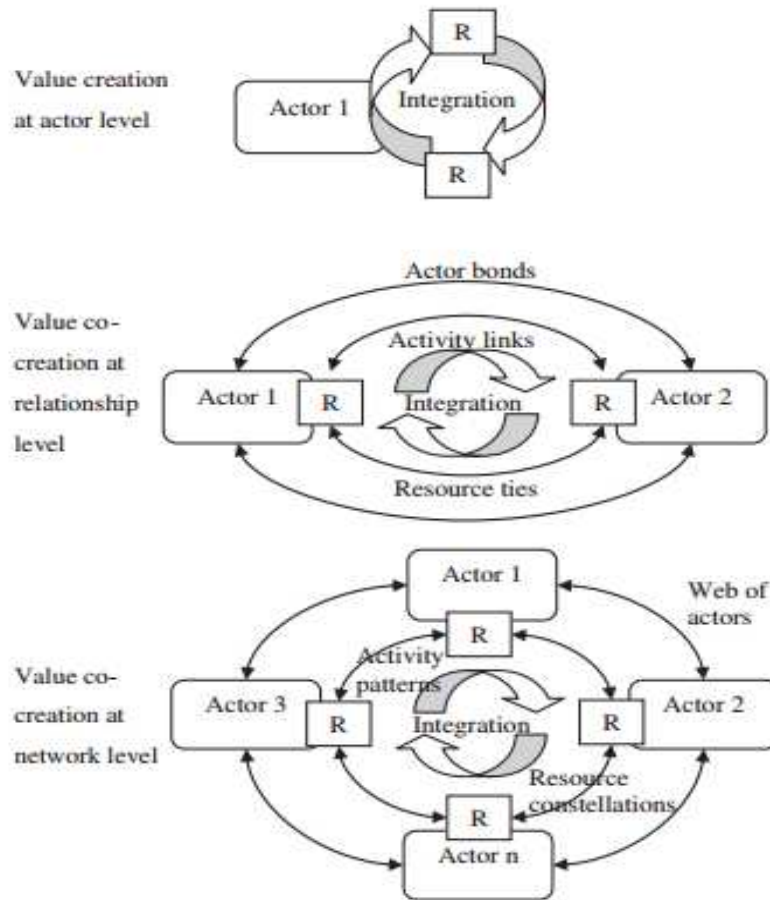 Value creation
at actor level
R
Actor 1
Integration
R
Value co-
creation at
relationship
level
Actor bonds
Activity links
Actor 1
R
Integration
R
Actor 2
Resource ties
Value co-
creation at
network level
Actor 1
R
Web of
actors
Activity
patterns
Actor 3
R
Integration
R
Actor 2
Resource
constellations
R
Actor n